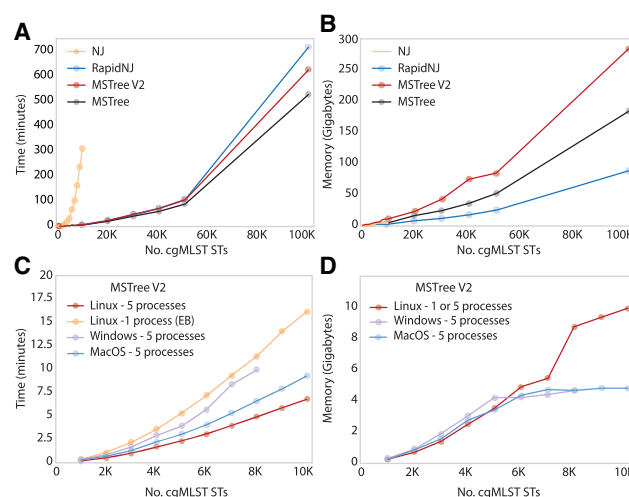 A
NJ
RapidNJ
MSTree V2
MSTree
Time (minutes)
700
600
500
400
300
200
100
0
0 20K 40K 60K 80K 100K
No. cgMLST STs
B
NJ
RapidNJ
MSTree V2
MSTree
Memory (Gigabytes)
300
250
200
150
100
50
0
0 20K 40K 60K 80K 100K
No. cgMLST STs
C
MSTree V2
Linux - 5 processes
Linux -1 process (EB)
Windows - 5 processes
MacOS - 5 processes
Time (minutes)
20
17.5
15
12.5
10
7.5
5
2.5
0
0 2K 4K 6K 8K 10K
No. cgMLST STs
D
MSTree V2
Linux - 1 or 5 processes
Windows - 5 processes
MacOS - 5 processes
Memory (Gigabytes)
10
8
6
4
2
0
0 2K 4K 6K 8K 10K
No. cgMLST STs